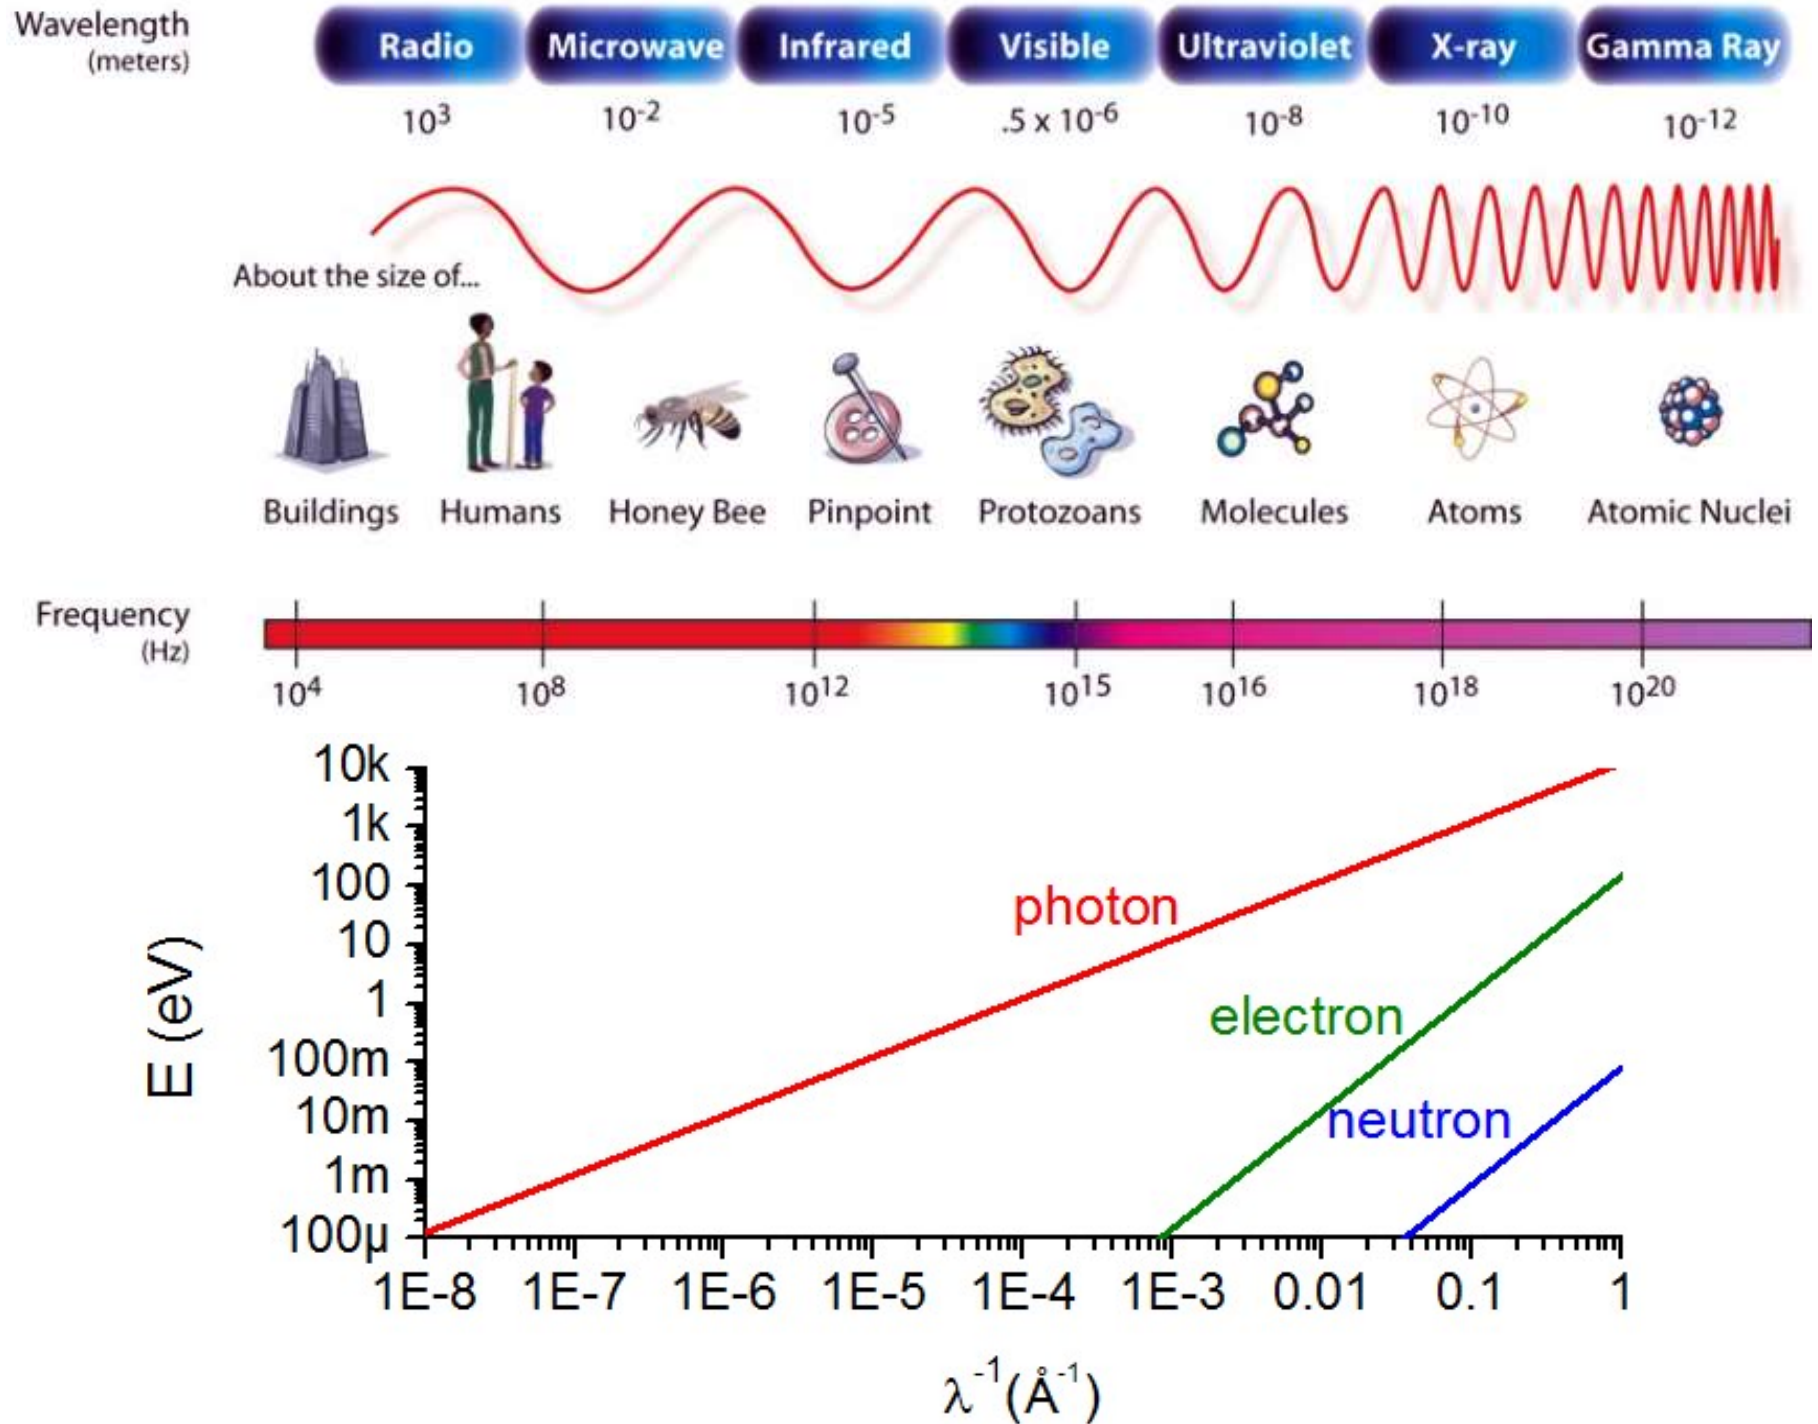 Wavelength
(meters)
Radio Microwave Infrared Visible Ultraviolet X-ray Gamma Ray
10³ 10⁻² 10⁻⁵ .5 x 10⁻⁶ 10⁻⁸ 10⁻¹⁰ 10⁻¹²
About the size of...
Buildings Humans Honey Bee Pinpoint Protozoans Molecules Atoms Atomic Nuclei
Frequency
(Hz)
10⁴ 10⁸ 10¹² 10¹⁵ 10¹⁶ 10¹⁸ 10²⁰
10k
1k
100
10
1
100m
10m
1m
100µ
E (eV)
photon
electron
neutron
1E-8 1E-7 1E-6 1E-5 1E-4 1E-3 0.01 0.1 1
λ⁻¹(Å⁻¹)